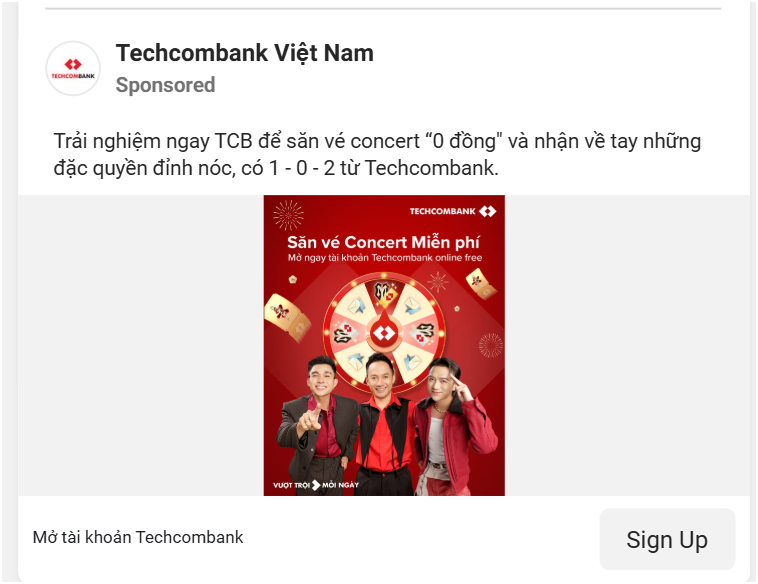 TECHCOMBANK
Techcombank Việt Nam
Sponsored
Trải nghiệm ngay TCB để săn vé concert “0 đồng" và nhận về tay những
đặc quyền đỉnh nóc, có 1 - 0 - 2 từ Techcombank.
TECHCOMBANK
Săn vé Concert Miễn phí
Mở ngay tài khoản Techcombank online free
VƯỢT TRỘI MỖI NGÀY
Mở tài khoản Techcombank
Sign Up